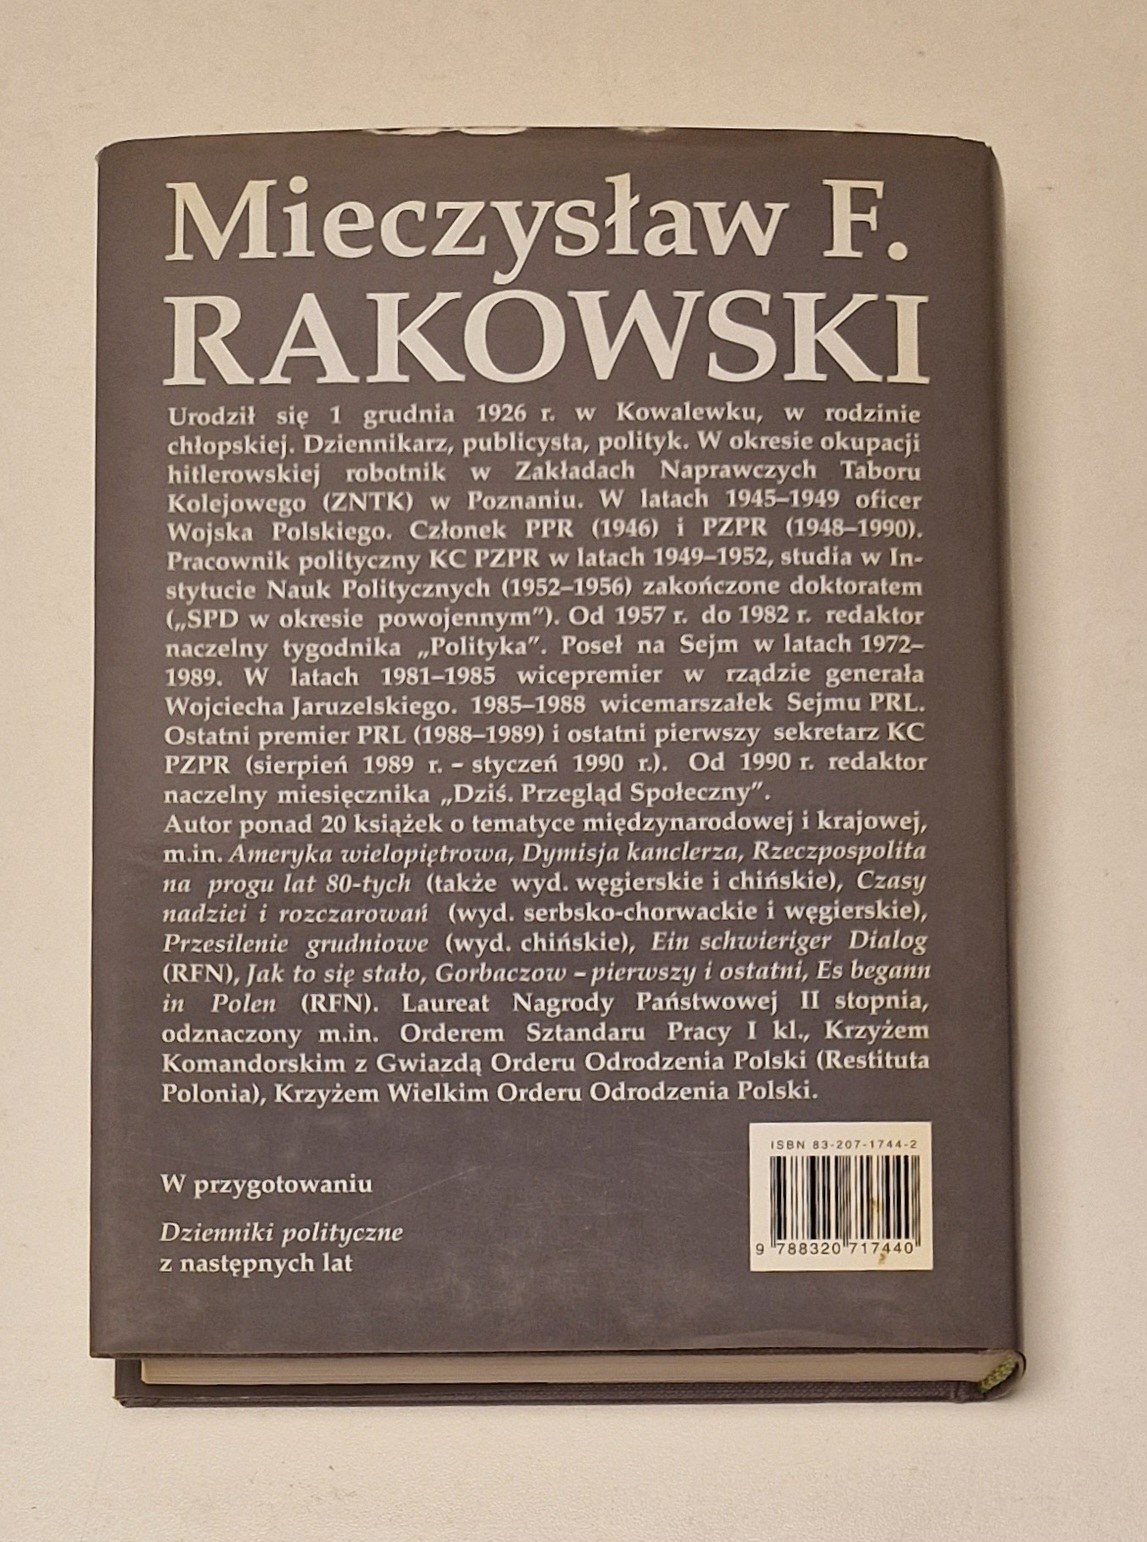 Mieczysław F.
RAKOWSKI
Urodził się 1 grudnia 1926 r. w Kowalewku, w rodzinie
chłopskiej. Dziennikarz, publicysta, polityk. W okresie okupacji
hitlerowskiej robotnik w Zakładach Naprawczych Taboru
Kolejowego (ZNTK) w Poznaniu. W latach 1945–1949 oficer
Wojska Polskiego. Członek PPR (1946) i PZPR (1948–1990).
Pracownik polityczny KC PZPR w latach 1949–1952, studia w In-
stytucie Nauk Politycznych (1952–1956) zakończone doktoratem
(„SPD w okresie powojennym”). Od 1957 r. do 1982 r. redaktor
naczelny tygodnika „Polityka”. Poseł na Sejm w latach 1972–
1989. W latach 1981–1985 wicepremier w rządzie generała
Wojciecha Jaruzelskiego. 1985–1988 wicemarszałek Sejmu PRL.
Ostatni premier PRL (1988–1989) i ostatni pierwszy sekretarz KC
PZPR (sierpień 1989 r. – styczeń 1990 r.). Od 1990 r. redaktor
naczelny miesięcznika „Dziś. Przegląd Społeczny”.
Autor ponad 20 książek o tematyce międzynarodowej i krajowej,
m.in. Ameryka wielopiętrowa, Dymisja kanclerza, Rzeczpospolita
na progu lat 80-tych (także wyd. węgierskie i chińskie), Czasy
nadziei i rozczarowań (wyd. serbsko-chorwackie i węgierskie),
Przesilenie grudniowe (wyd. chińskie), Ein schwieriger Dialog
(RFN), Jak to się stało, Gorbaczow – pierwszy i ostatni, Es begann
in Polen (RFN). Laureat Nagrody Państwowej II stopnia,
odznaczony m.in. Orderem Sztandaru Pracy I kl., Krzyżem
Komandorskim z Gwiazdą Orderu Odrodzenia Polski (Restituta
Polonia), Krzyżem Wielkim Orderu Odrodzenia Polski.
W przygotowaniu
Dzienniki polityczne
z następnych lat
ISBN 83-207-1744-2
9 788320 717440